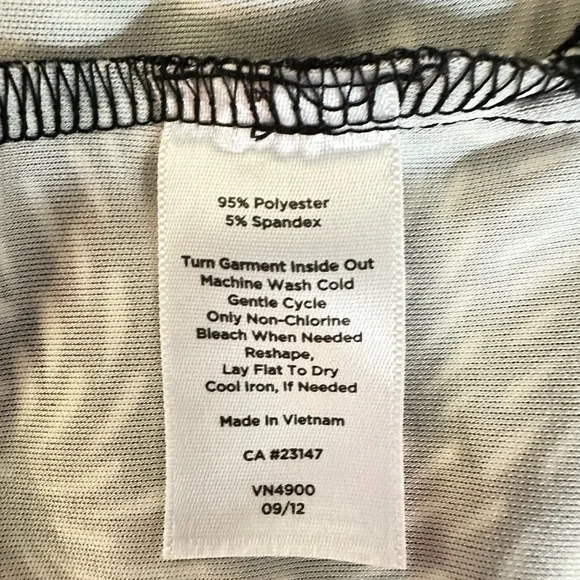 95% Polyester
5% Spandex
Turn Garment Inside Out
Machine Wash Cold
Gentle Cycle
Only Non-Chlorine
Bleach When Needed
Reshape,
Lay Flat To Dry
Cool Iron, If Needed
Made In Vietnam
CA #23147
VN4900
09/12